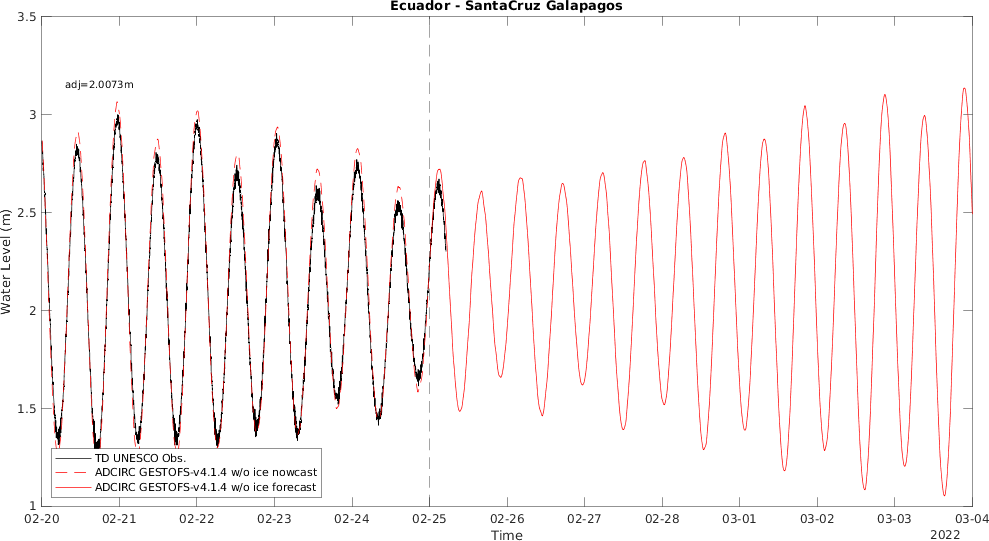 Ecuador - SantaCruz Galapagos
3.5
adj=2.0073m
3
2.5
Water Level (m)
2
1.5
TD UNESCO Obs.
ADCIRC GESTOFS-v4.1.4 w/o ice nowcast
ADCIRC GESTOFS-v4.1.4 w/o ice forecast
1
02-20 02-21 02-22 02-23 02-24 02-25 02-26 02-27 02-28 03-01 03-02 03-03 03-04
Time
2022